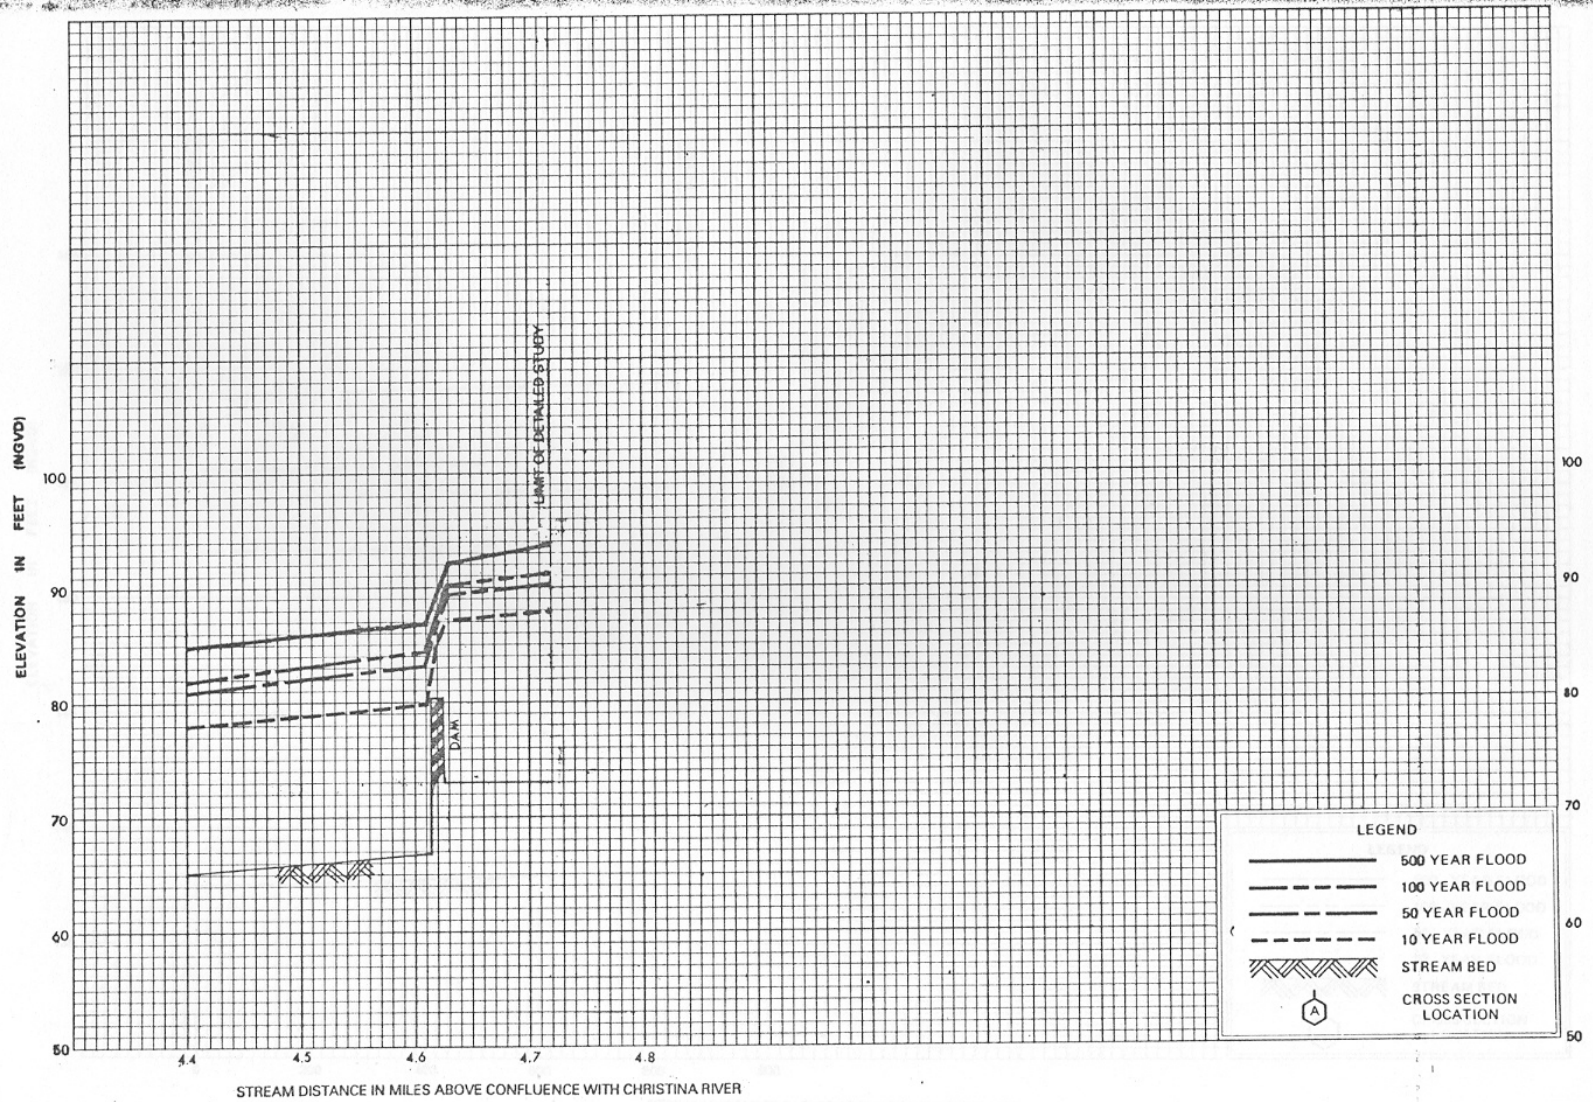 LIMIT OF DETAILED STUDY
ELEVATION IN FEET (NGVD)
100
90
80
70
60
50
100
90
80
70
60
50
DAM
LEGEND
500 YEAR FLOOD
100 YEAR FLOOD
50 YEAR FLOOD
10 YEAR FLOOD
STREAM BED
A
CROSS SECTION
LOCATION
4.4
4.5
4.6
4.7
4.8
STREAM DISTANCE IN MILES ABOVE CONFLUENCE WITH CHRISTINA RIVER